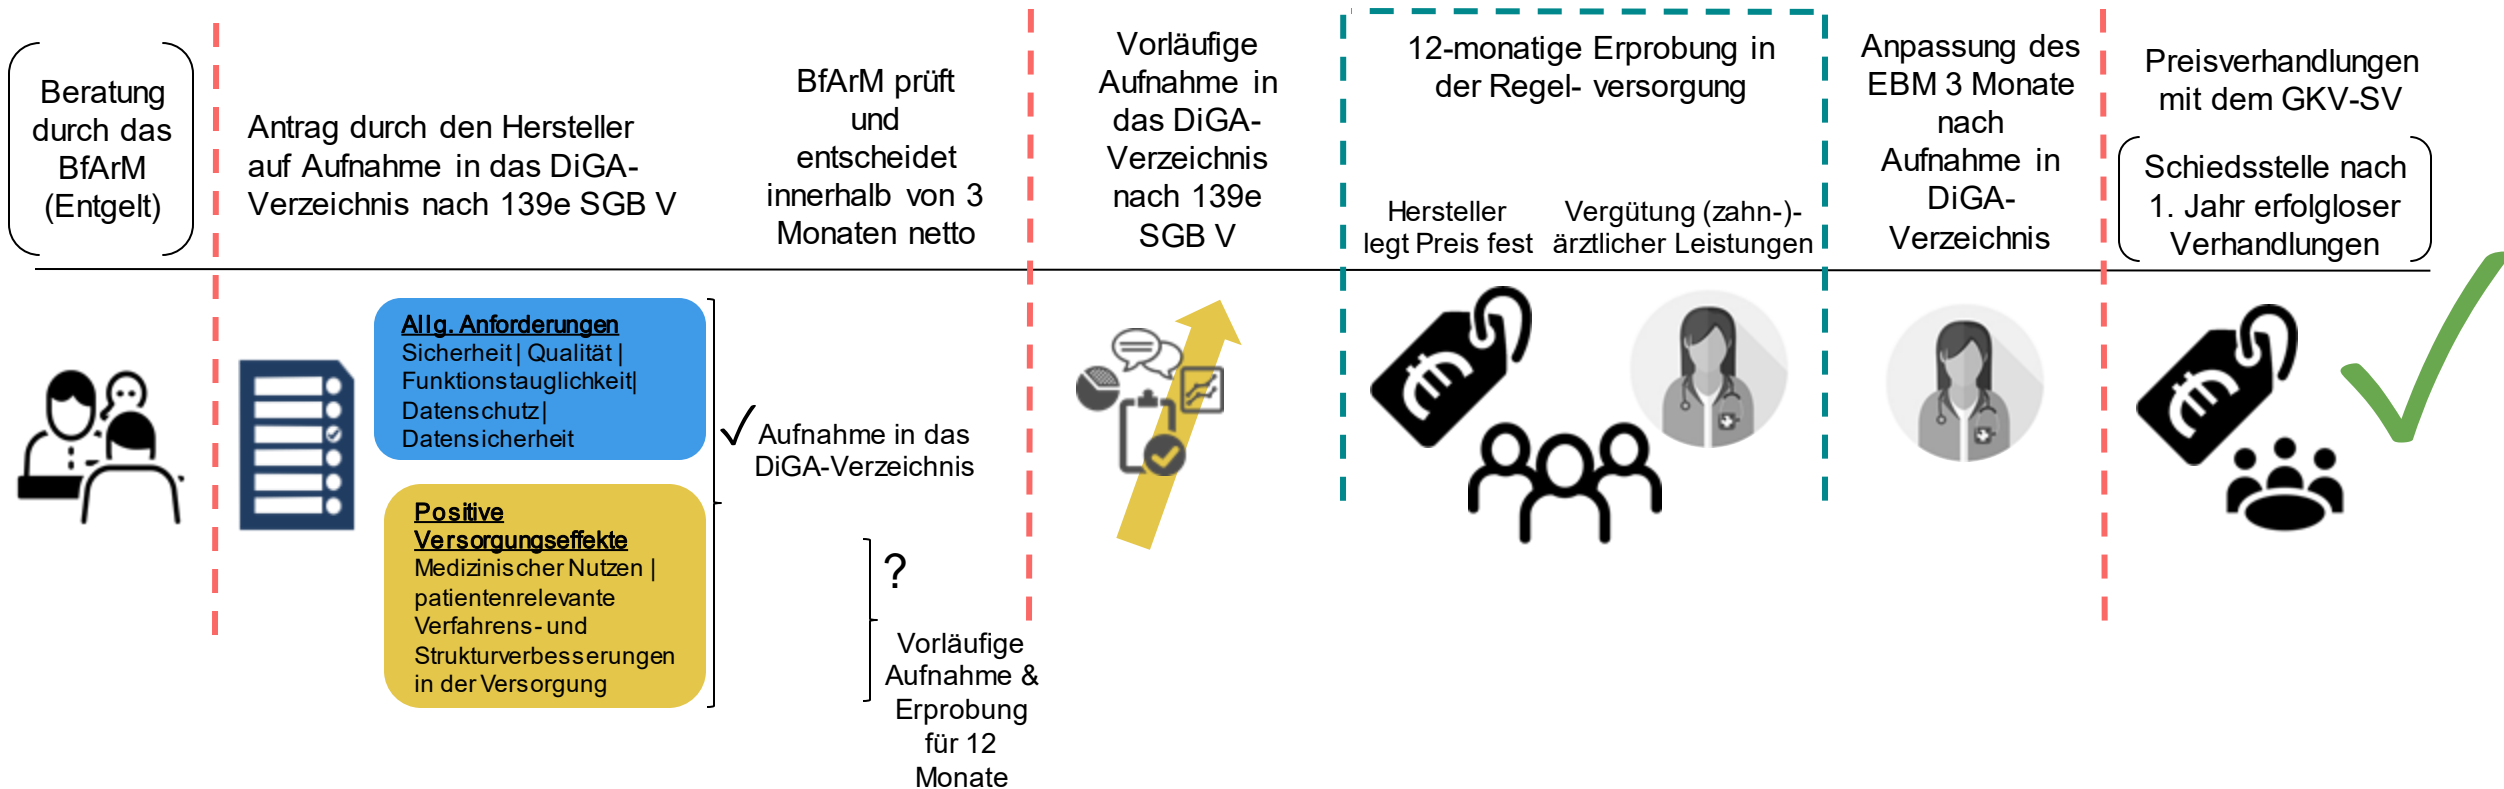 Beratung
durch das
BfArM
(Entgelt)
Antrag durch den Hersteller
auf Aufnahme in das DiGA-
Verzeichnis nach 139e SGB V
BfArM prüft
und
entscheidet
innerhalb von 3
Monaten netto
Vorläufige
Aufnahme in
das DiGA-
Verzeichnis
nach 139e
SGB V
12-monatige Erprobung in
der Regel- versorgung
Hersteller
legt Preis fest
Vergütung (zahn-)-
ärztlicher Leistungen
Anpassung des
EBM 3 Monate
nach
Aufnahme in
DiGA-
Verzeichnis
Preisverhandlungen
mit dem GKV-SV
Schiedsstelle nach
1. Jahr erfolgloser
Verhandlungen
Allg. Anforderungen
Sicherheit | Qualität |
Funktionstauglichkeit|
Datenschutz|
Datensicherheit
Positive
Versorgungseffekte
Medizinischer Nutzen |
patientenrelevante
Verfahrens- und
Strukturverbesserungen
in der Versorgung
Aufnahme in das
DiGA-Verzeichnis
?
Vorläufige
Aufnahme &
Erprobung
für 12
Monate
€
€